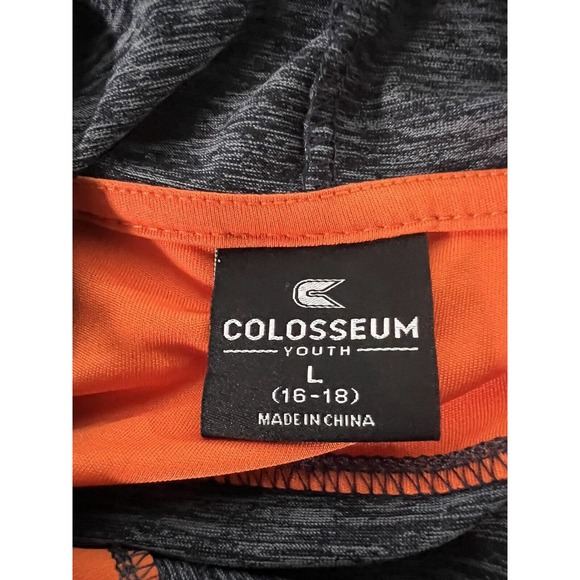 COLOSSEUM
YOUTH
L
(16-18)
MADE IN CHINA